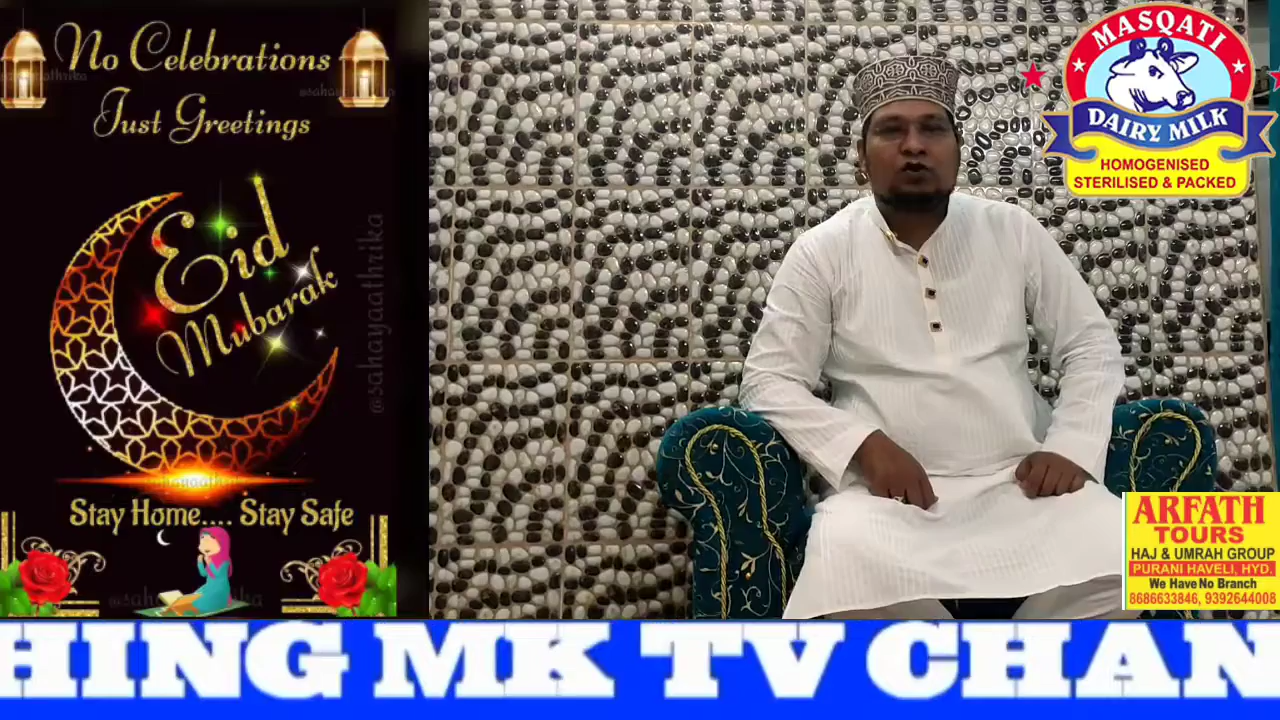 No Celebrations
Just Greetings
Eid
Mubarak
@sahayaathrika
Stay Home.... Stay Safe
MASQATI
DAIRY MILK
HOMOGENISED
STERILISED & PACKED
ARFATH
TOURS
HAJ & UMRAH GROUP
PURANI HAVELI, HYD.
We Have No Branch
8686633846, 9392644008
HING MK TV CHAN